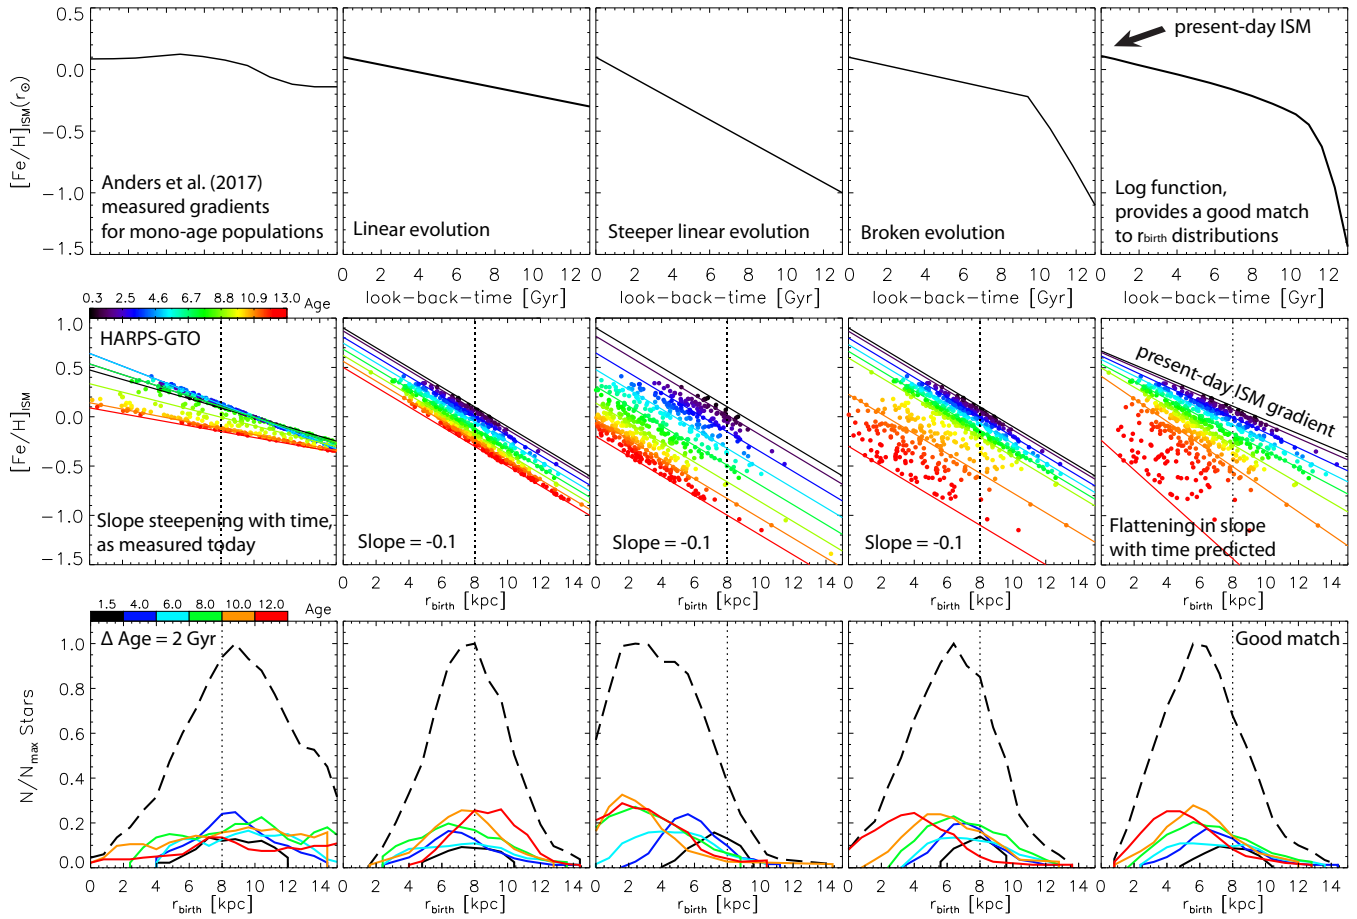 0.5
0.0
−0.5
−1.0
−1.5
[Fe/H]ISM(r⊙)
Anders et al. (2017)
measured gradients
for mono-age populations
Linear evolution
Steeper linear evolution
Broken evolution
present-day ISM
Log function,
provides a good match
to rbirth distributions
0 2 4 6 8 10 12
0 2 4 6 8 10 12
0 2 4 6 8 10 12
0 2 4 6 8 10 12
look−back−time [Gyr]
look−back−time [Gyr]
look−back−time [Gyr]
look−back−time [Gyr]
0.3 2.5 4.6 6.7 8.8 10.9 13.0 Age
1.0
0.5
0.0
−0.5
−1.0
−1.5
[Fe/H]ISM
HARPS-GTO
Slope steepening with time,
as measured today
Slope = -0.1
Slope = -0.1
Slope = -0.1
present-day ISM gradient
Flattening in slope
with time predicted
0 2 4 6 8 10 12 14
0 2 4 6 8 10 12 14
0 2 4 6 8 10 12 14
0 2 4 6 8 10 12 14
rbirth [kpc]
rbirth [kpc]
rbirth [kpc]
rbirth [kpc]
1.5 4.0 6.0 8.0 10.0 12.0 Age
1.0
0.8
0.6
0.4
0.2
0.0
N/Nmax Stars
Δ Age = 2 Gyr
Good match
0 2 4 6 8 10 12 14
0 2 4 6 8 10 12 14
0 2 4 6 8 10 12 14
0 2 4 6 8 10 12 14
0 2 4 6 8 10 12 14
rbirth [kpc]
rbirth [kpc]
rbirth [kpc]
rbirth [kpc]
rbirth [kpc]